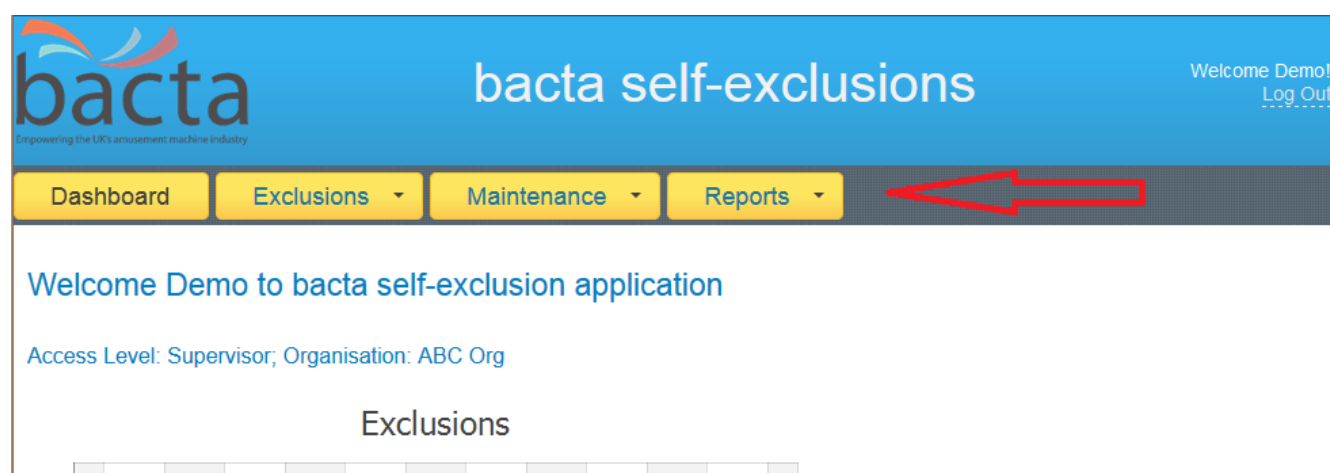 bacta
Empowering the UK's amusement machine industry
bacta self-exclusions
Welcome Demo!
Log Out
Dashboard
Exclusions
Maintenance
Reports
Welcome Demo to bacta self-exclusion application
Access Level: Supervisor; Organisation: ABC Org
Exclusions